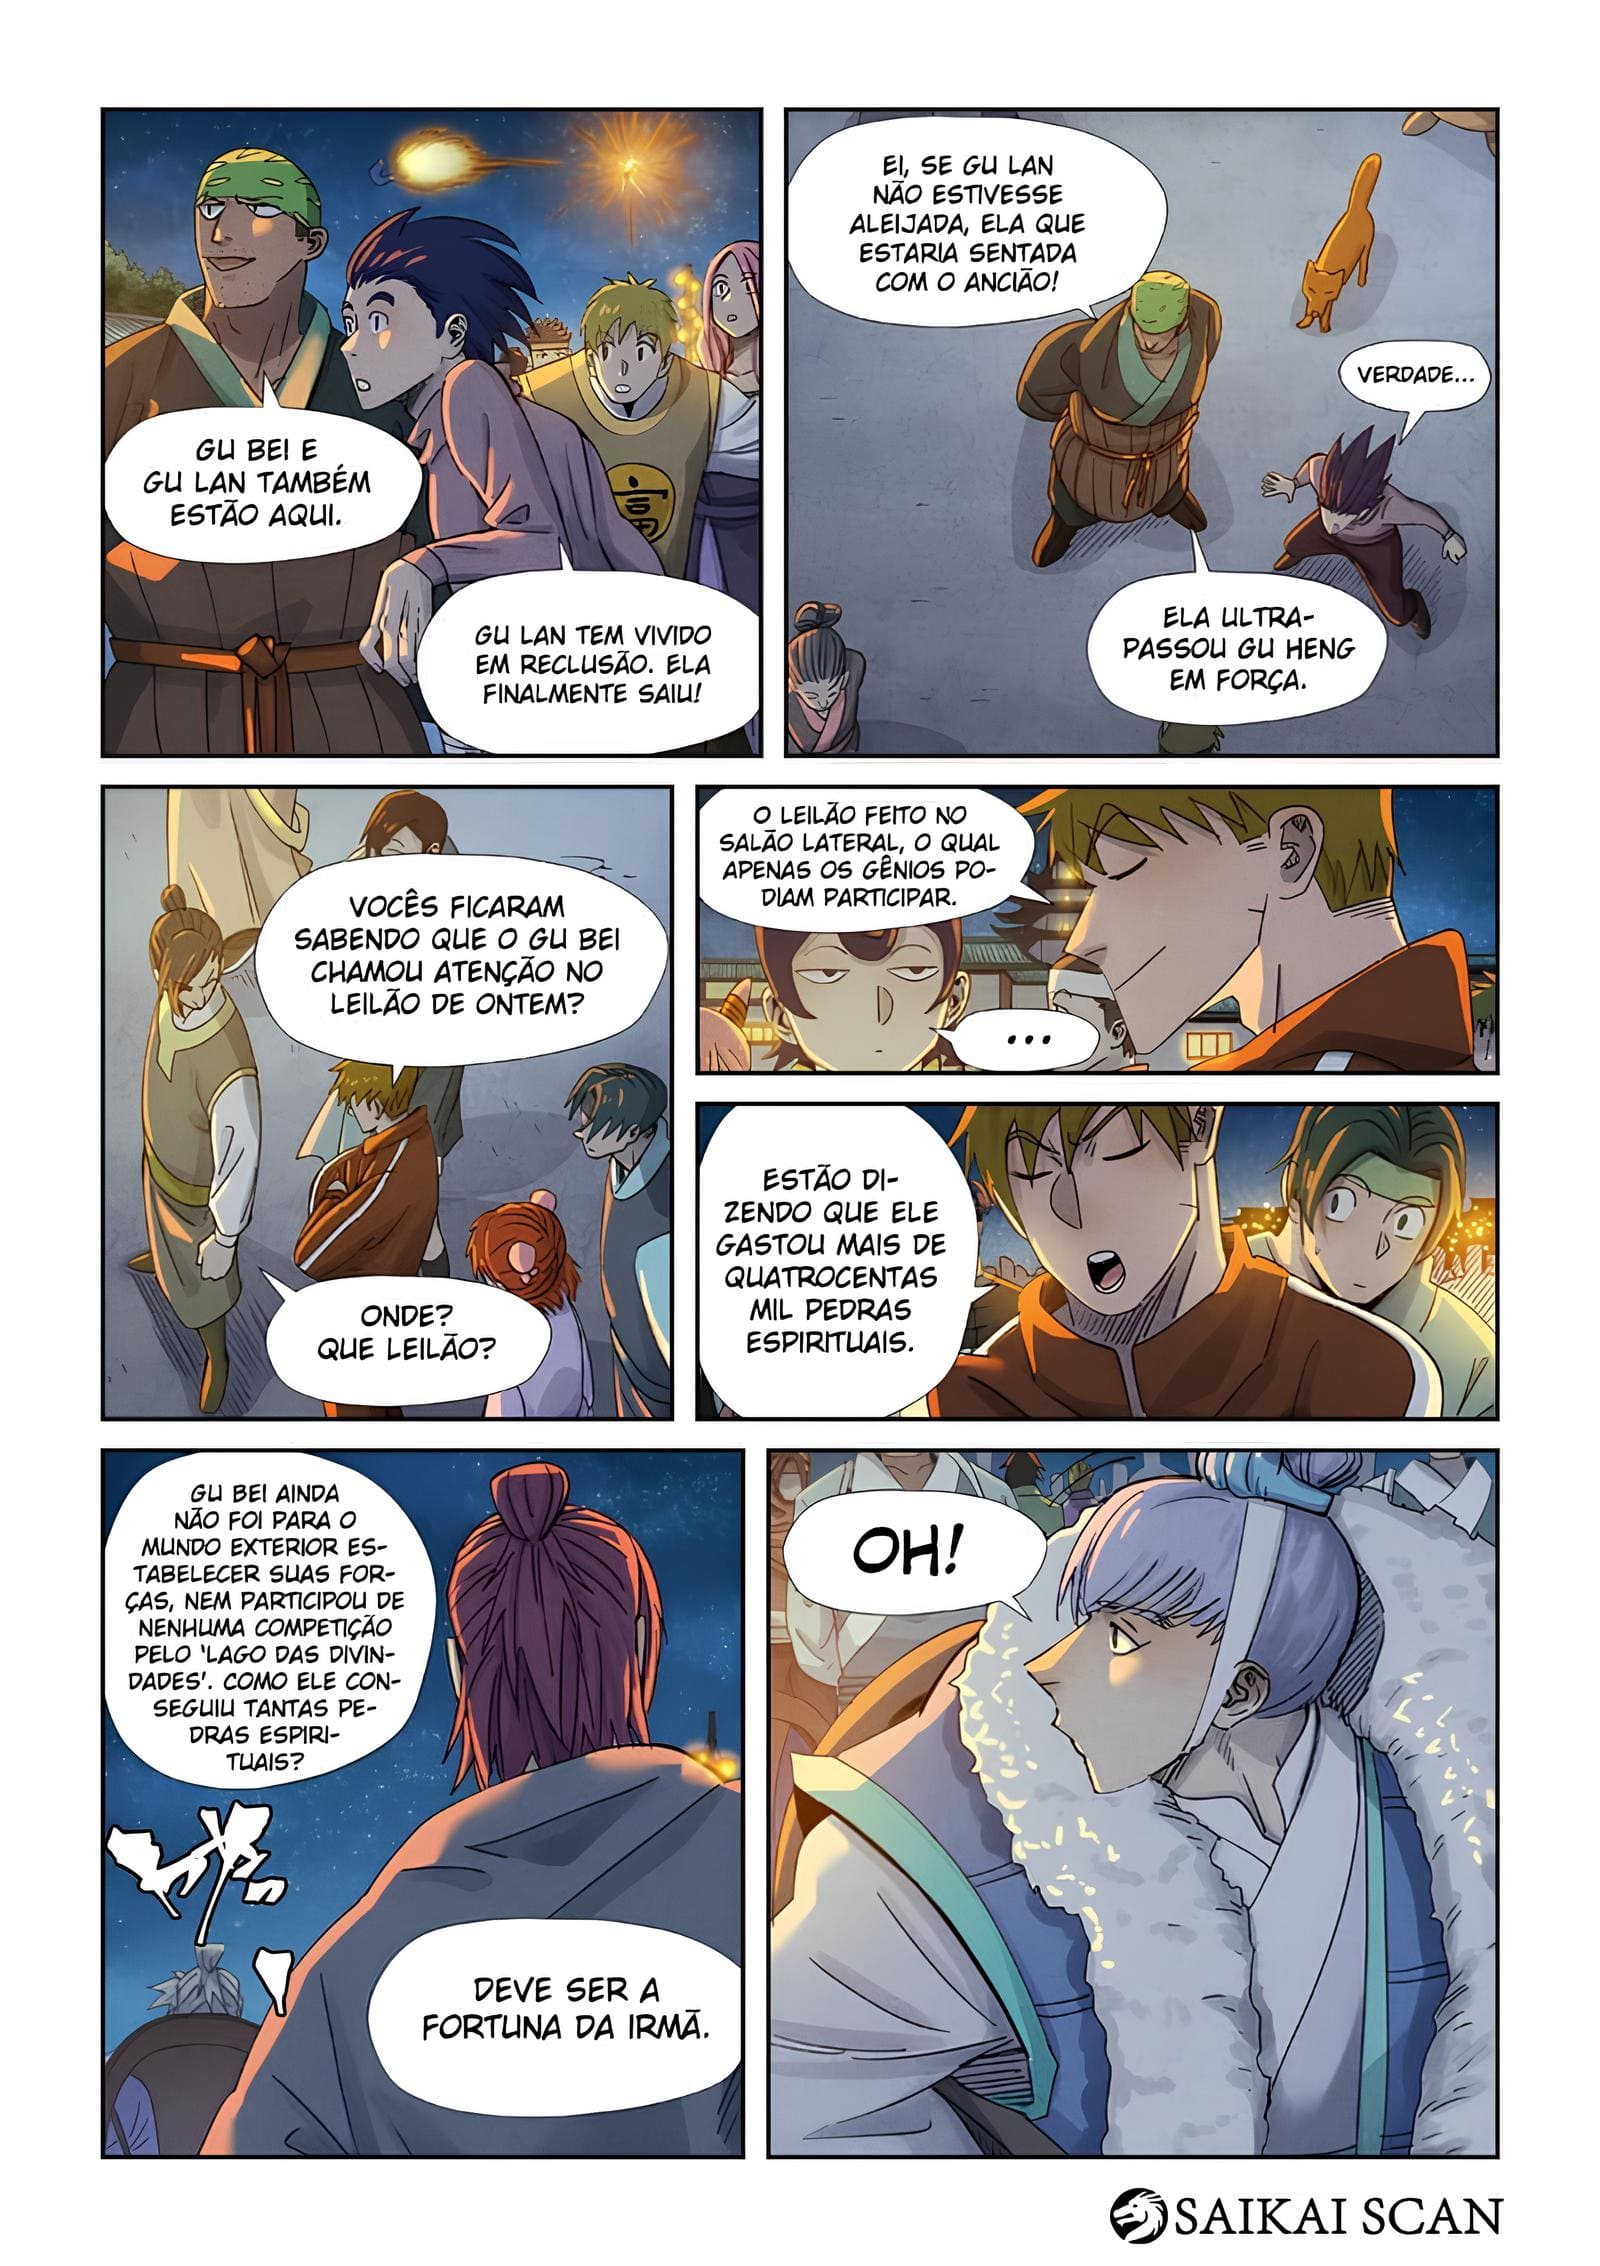 GU BEI E
GU LAN TAMBÉM
ESTÃO AQUI.
GU LAN TEM VIVIDO
EM RECLUSÃO. ELA
FINALMENTE SAIU!
富
EI, SE GU LAN
NÃO ESTIVESSE
ALEIJADA, ELA QUE
ESTARIA SENTADA
COM O ANCIÃO!
VERDADE...
ELA ULTRA-
PASSOU GU HENG
EM FORÇA.
VOCÊS FICARAM
SABENDO QUE O GU BEI
CHAMOU ATENÇÃO NO
LEILÃO DE ONTEM?
ONDE?
QUE LEILÃO?
O LEILÃO FEITO NO
SALÃO LATERAL, O QUAL
APENAS OS GÊNIOS PO-
DIAM PARTICIPAR.
...
ESTÃO DI-
ZENDO QUE ELE
GASTOU MAIS DE
QUATROCENTAS
MIL PEDRAS
ESPIRITUAIS.
GU BEI AINDA
NÃO FOI PARA O
MUNDO EXTERIOR ES-
TABELECER SUAS FOR-
ÇAS, NEM PARTICIPOU DE
NENHUMA COMPETIÇÃO
PELO 'LAGO DAS DIVIN-
DADES'. COMO ELE CON-
SEGUIU TANTAS PE-
DRAS ESPIRI-
TUAIS?
DEVE SER A
FORTUNA DA IRMÃ.
OH!
SAIKAI SCAN